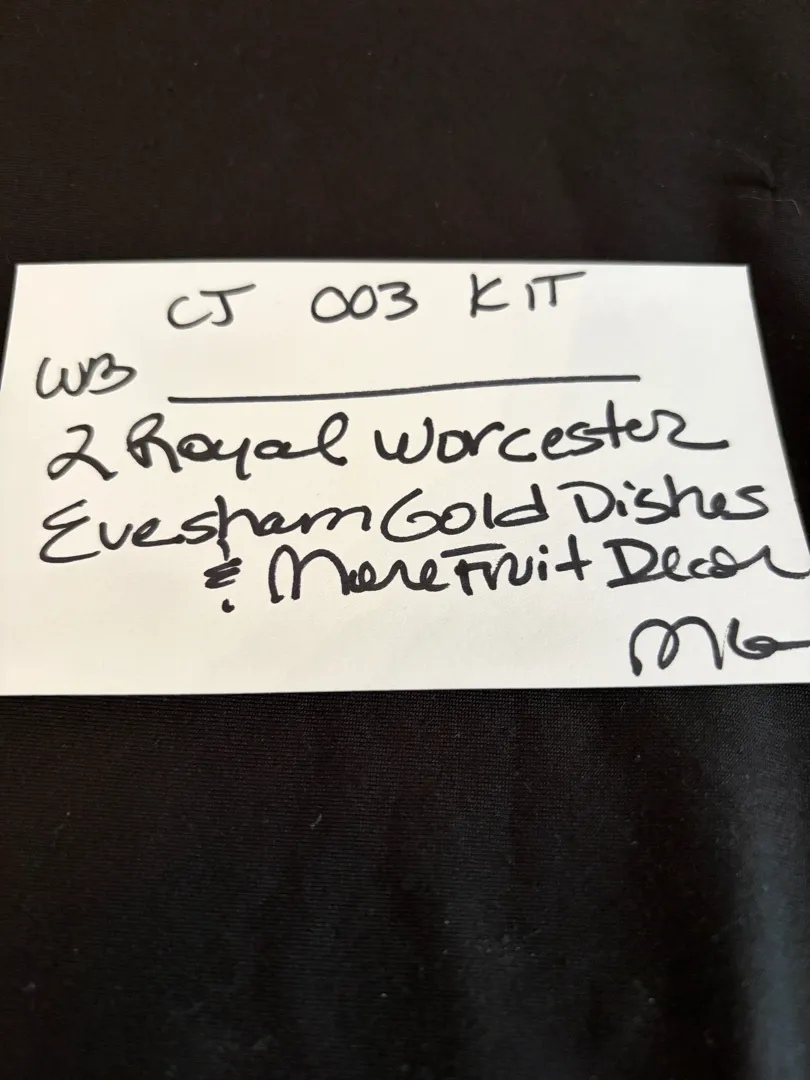 CJ 003 KIT
WB
2 Royal Worcester
Evesham Gold Dishes
& More Fruit Decor